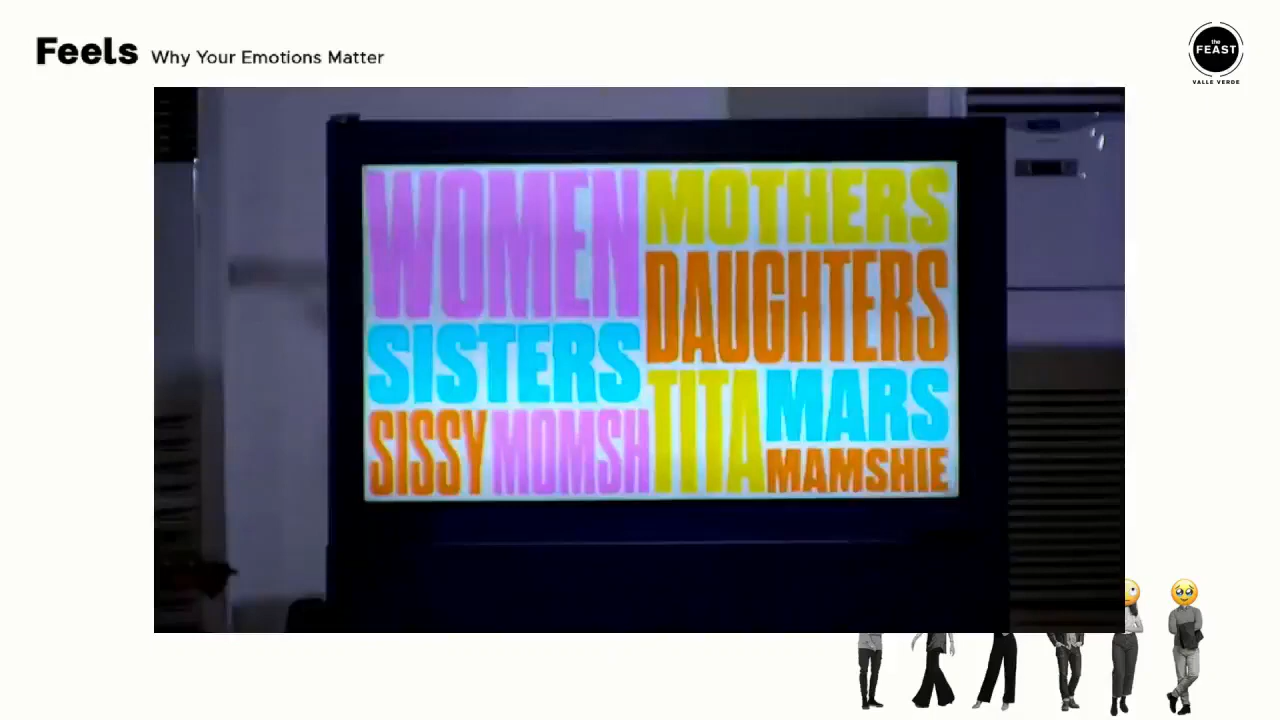 Feels Why Your Emotions Matter
the
FEAST
VALLE VERDE
WOMEN
MOTHERS
DAUGHTERS
SISTERS
SISSY MOMSH
TITA
MARS
MAMSHIE